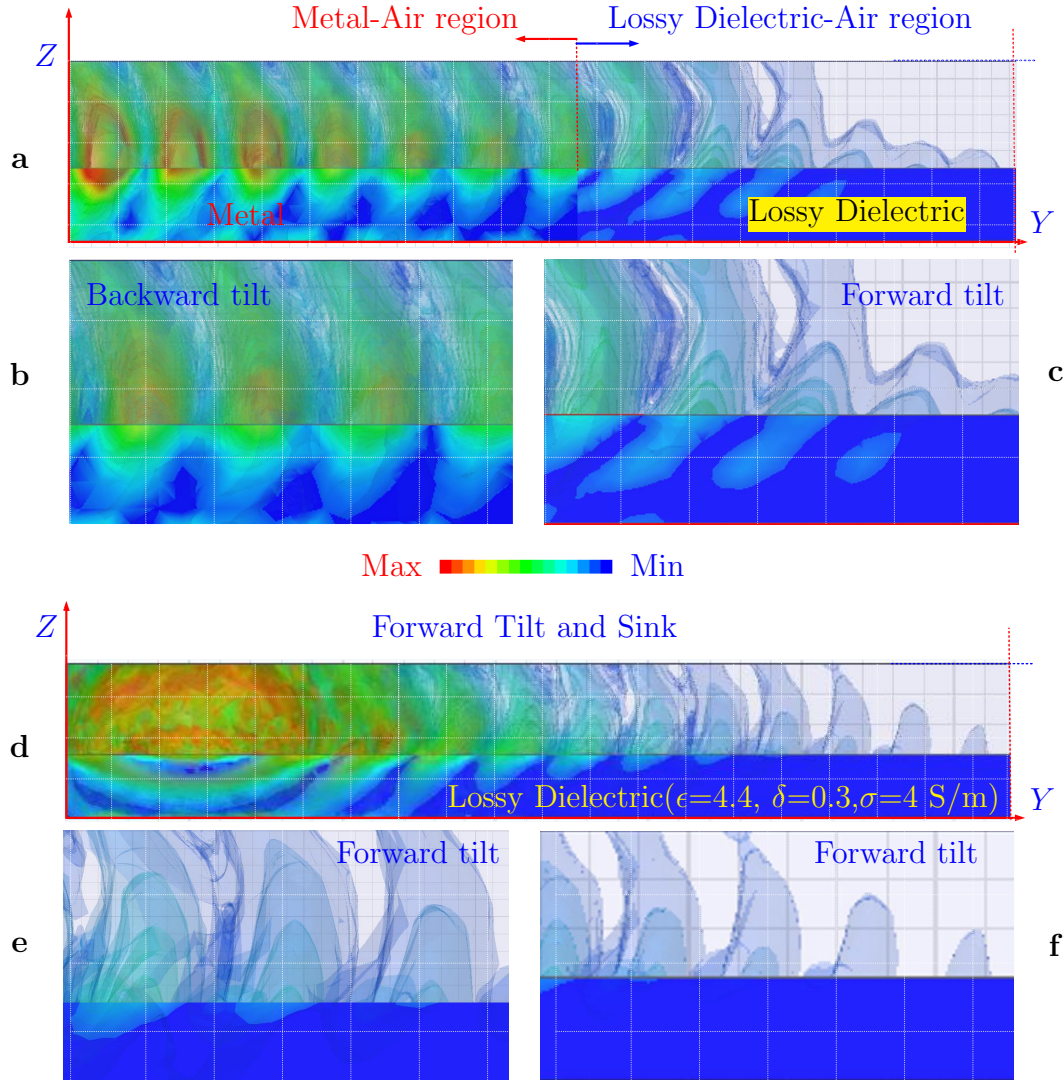 Metal-Air region
Lossy Dielectric-Air region
Z
a
Metal
Lossy Dielectric
Y
Backward tilt
Forward tilt
b
c
Max
Min
Z
Forward Tilt and Sink
d
Lossy Dielectric(ϵ=4.4, δ=0.3,σ=4 S/m)
Y
Forward tilt
Forward tilt
e
f